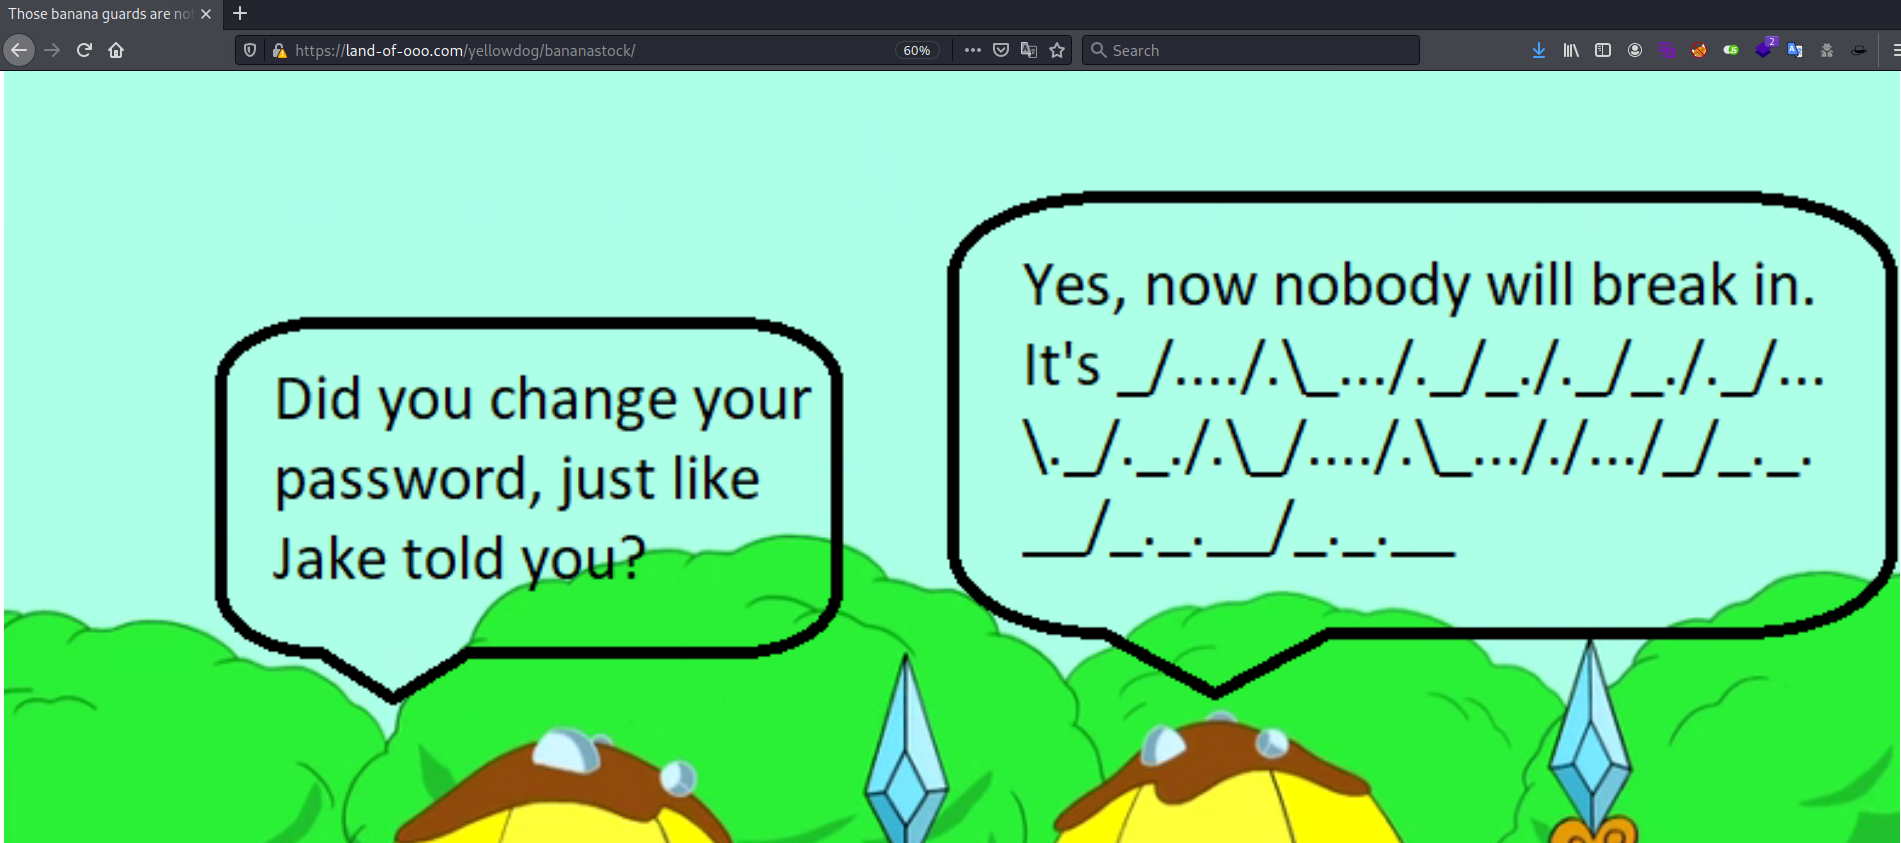 Those banana guards are no
https://land-of-ooo.com/yellowdog/bananastock/
60%
Search
2
Did you change your
password, just like
Jake told you?
Yes, now nobody will break in.
It's _/..../.\_.../._/_./._/_./._/...
\._/._./.\_/..../.\_..././.../_/_._.
__/_._.__/_._.__